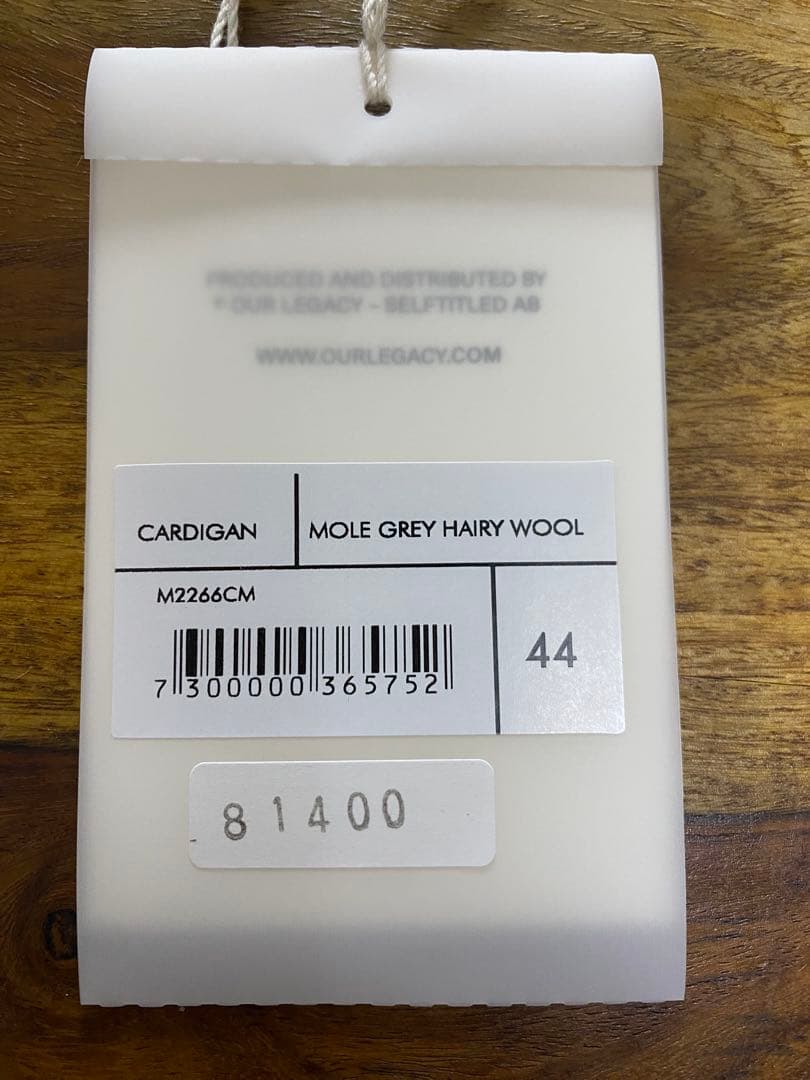 PRODUCED AND DISTRIBUTED BY
* OUR LEGACY - SELFTITLED AB
WWW.OURLEGACY.COM
CARDIGAN
MOLE GREY HAIRY WOOL
M2266CM
7 300000 365752
44
81400